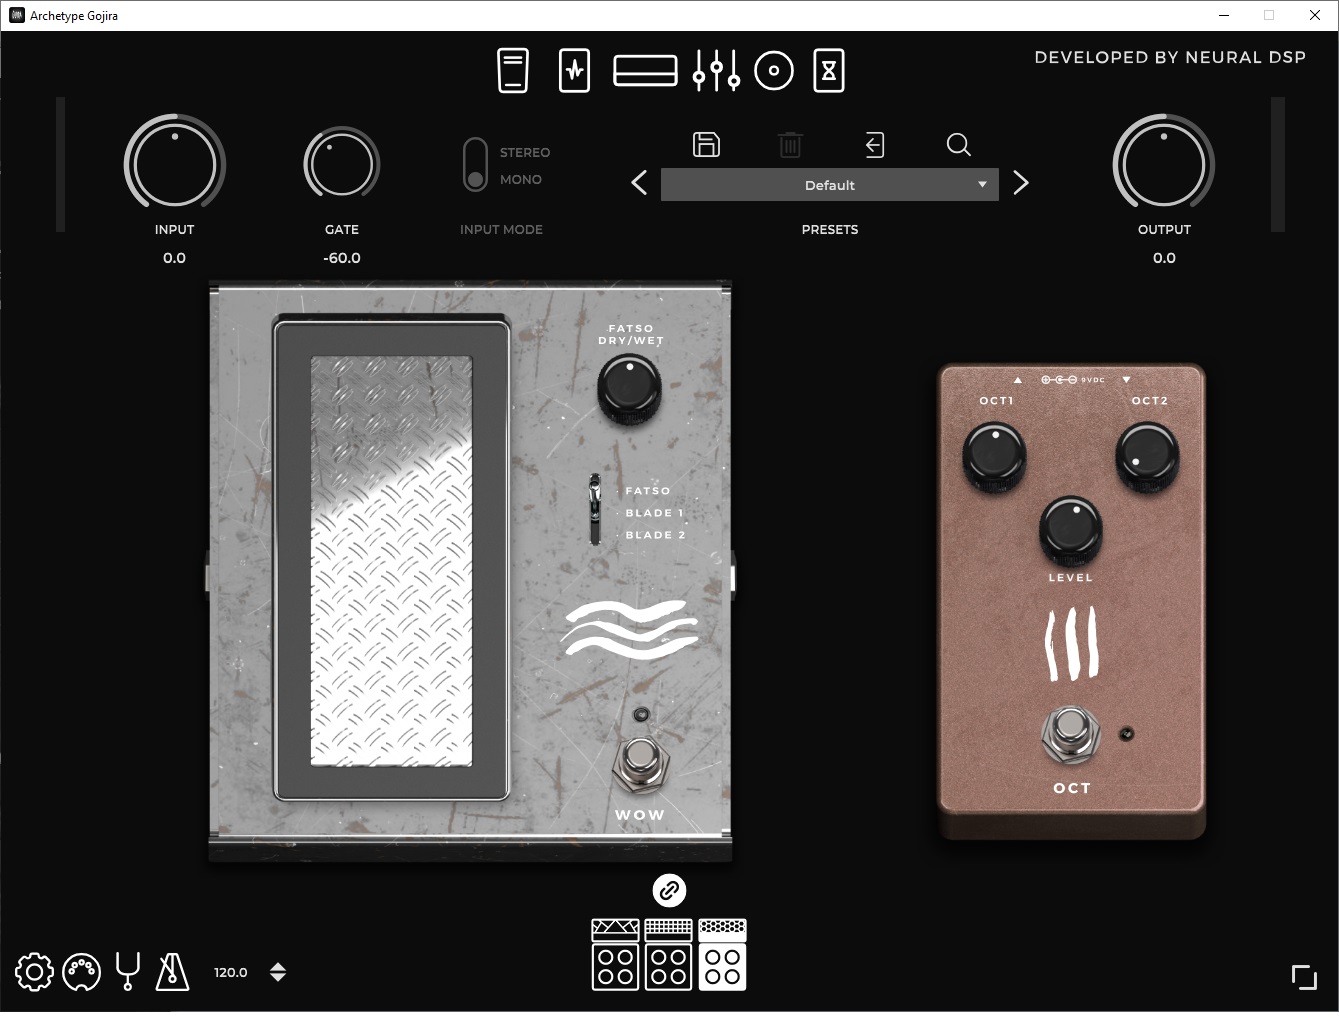 Archetype Gojira
DEVELOPED BY NEURAL DSP
STEREO
MONO
Default
INPUT
GATE
INPUT MODE
PRESETS
OUTPUT
0.0
-60.0
0.0
FATSO
DRY/WET
FATSO
BLADE 1
BLADE 2
WOW
9VDC
OCT1
OCT2
LEVEL
OCT
120.0